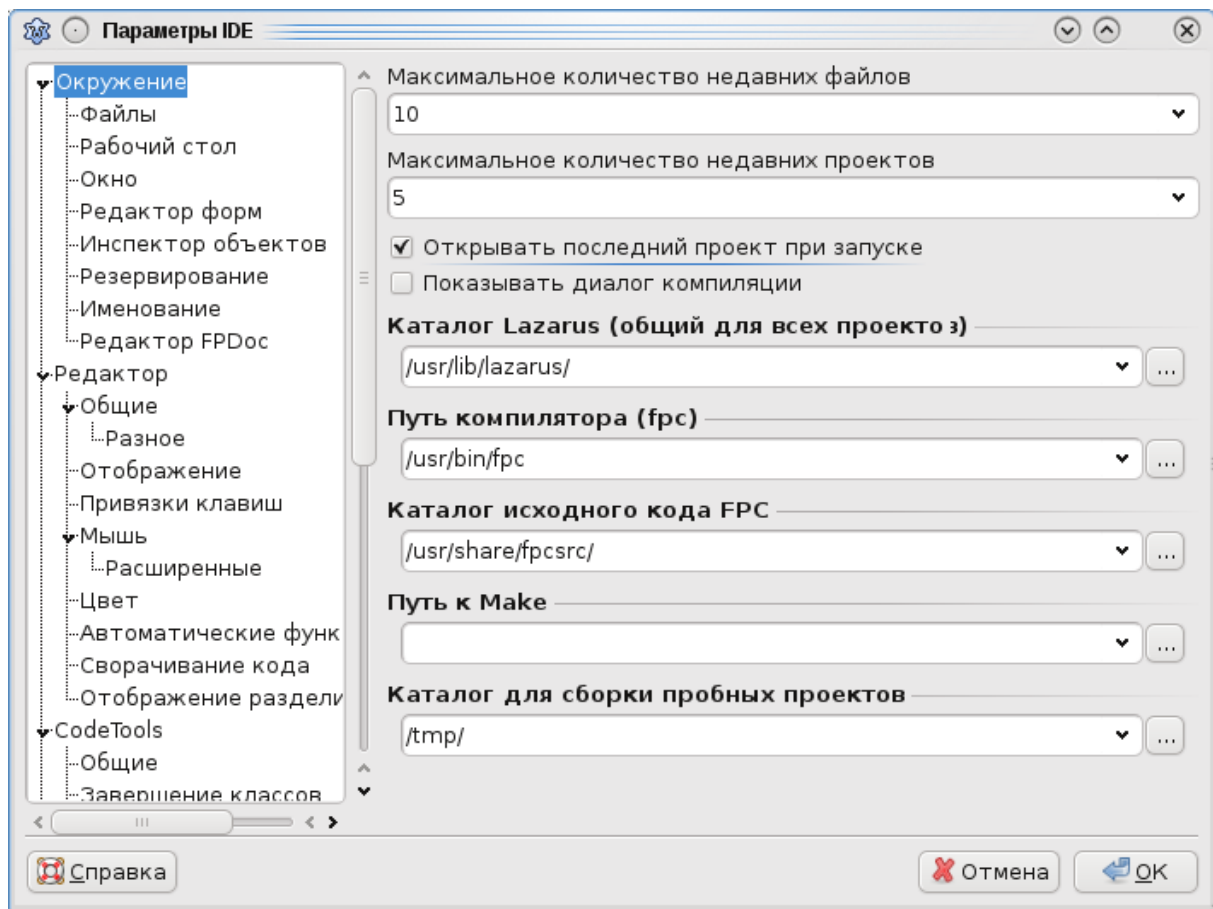 Параметры IDE
Окружение
Файлы
Рабочий стол
Окно
Редактор форм
Инспектор объектов
Резервирование
Именование
Редактор FPDoc
Редактор
Общие
Разное
Отображение
Привязки клавиш
Мышь
Расширенные
Цвет
Автоматические функ
Сворачивание кода
Отображение раздели
CodeTools
Общие
Завершение классов
Максимальное количество недавних файлов
10
Максимальное количество недавних проектов
5
Открывать последний проект при запуске
Показывать диалог компиляции
Каталог Lazarus (общий для всех проектов)
/usr/lib/lazarus/
...
Путь компилятора (fpc)
/usr/bin/fpc
...
Каталог исходного кода FPC
/usr/share/fpcsrc/
...
Путь к Make
...
Каталог для сборки пробных проектов
/tmp/
...
Справка
Отмена
OK